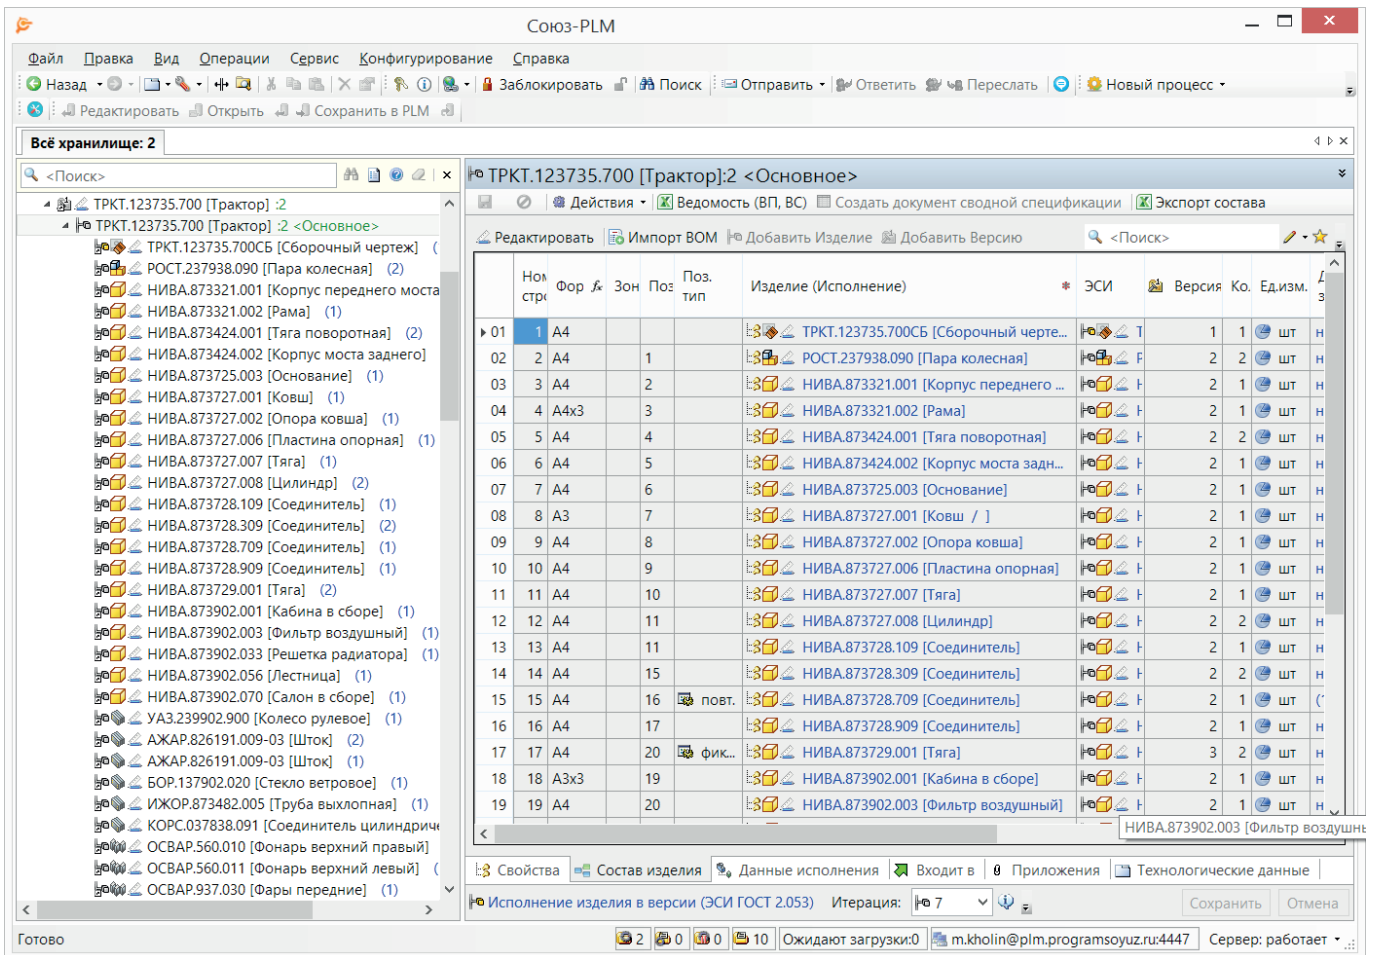 Союз-PLM
Файл Правка Вид Операции Сервис Конфигурирование Справка
Назад Заблокировать Поиск Отправить Ответить Переслать Новый процесс
Редактировать Открыть Сохранить в PLM
Всё хранилище: 2
<Поиск>
ТРКТ.123735.700 [Трактор] :2
ТРКТ.123735.700 [Трактор] :2 <Основное>
ТРКТ.123735.700СБ [Сборочный чертеж] (
РОСТ.237938.090 [Пара колесная] (2)
НИВА.873321.001 [Корпус переднего моста
НИВА.873321.002 [Рама] (1)
НИВА.873424.001 [Тяга поворотная] (2)
НИВА.873424.002 [Корпус моста заднего]
НИВА.873725.003 [Основание] (1)
НИВА.873727.001 [Ковш] (1)
НИВА.873727.002 [Опора ковша] (1)
НИВА.873727.006 [Пластина опорная] (1)
НИВА.873727.007 [Тяга] (1)
НИВА.873727.008 [Цилиндр] (2)
НИВА.873728.109 [Соединитель] (1)
НИВА.873728.309 [Соединитель] (2)
НИВА.873728.709 [Соединитель] (1)
НИВА.873728.909 [Соединитель] (1)
НИВА.873729.001 [Тяга] (2)
НИВА.873902.001 [Кабина в сборе] (1)
НИВА.873902.003 [Фильтр воздушный] (1)
НИВА.873902.033 [Решетка радиатора] (1)
НИВА.873902.056 [Лестница] (1)
НИВА.873902.070 [Салон в сборе] (1)
УАЗ.239902.900 [Колесо рулевое] (1)
АЖАР.826191.009-03 [Шток] (2)
АЖАР.826191.009-03 [Шток] (1)
БОР.137902.020 [Стекло ветровое] (1)
ИЖОР.873482.005 [Труба выхлопная] (1)
КОРС.037838.091 [Соединитель цилиндриче
ОСВАР.560.010 [Фонарь верхний правый]
ОСВАР.560.011 [Фонарь верхний левый] (
ОСВАР.937.030 [Фары передние] (1)
ТРКТ.123735.700 [Трактор]:2 <Основное>
Действия Ведомость (ВП, ВС) Создать документ сводной спецификации Экспорт состава
Редактировать Импорт BOM Добавить Изделие Добавить Версию <Поиск>
Ном стро Фор fx Зон Поз Поз. тип Изделие (Исполнение) * ЭСИ Версия Ко. Ед.изм.
01 1 А4 ТРКТ.123735.700СБ [Сборочный черте... Т 1 1 шт н
02 2 А4 1 РОСТ.237938.090 [Пара колесная] Р 2 2 шт н
03 3 А4 2 НИВА.873321.001 [Корпус переднего ... Н 2 1 шт н
04 4 А4х3 3 НИВА.873321.002 [Рама] Н 2 1 шт н
05 5 А4 4 НИВА.873424.001 [Тяга поворотная] Н 2 2 шт н
06 6 А4 5 НИВА.873424.002 [Корпус моста задн... Н 2 1 шт н
07 7 А4 6 НИВА.873725.003 [Основание] Н 2 1 шт н
08 8 А3 7 НИВА.873727.001 [Ковш / ] Н 2 1 шт н
09 9 А4 8 НИВА.873727.002 [Опора ковша] Н 2 1 шт н
10 10 А4 9 НИВА.873727.006 [Пластина опорная] Н 2 1 шт н
11 11 А4 10 НИВА.873727.007 [Тяга] Н 2 1 шт н
12 12 А4 11 НИВА.873727.008 [Цилиндр] Н 2 2 шт н
13 13 А4 11 НИВА.873728.109 [Соединитель] Н 2 1 шт н
14 14 А4 15 НИВА.873728.309 [Соединитель] Н 2 2 шт н
15 15 А4 16 повт. НИВА.873728.709 [Соединитель] Н 2 1 шт (
16 16 А4 17 НИВА.873728.909 [Соединитель] Н 2 1 шт н
17 17 А4 20 фик... НИВА.873729.001 [Тяга] Н 3 2 шт н
18 18 А3х3 19 НИВА.873902.001 [Кабина в сборе] Н 2 1 шт н
19 19 А4 20 НИВА.873902.003 [Фильтр воздушный] Н 2 1 шт н
НИВА.873902.003 [Фильтр воздушны
Свойства Состав изделия Данные исполнения Входит в Приложения Технологические данные
Исполнение изделия в версии (ЭСИ ГОСТ 2.053) Итерация: 7 Сохранить Отмена
Готово 2 0 0 10 Ожидают загрузки:0 m.kholin@plm.programsoyuz.ru:4447 Сервер: работает